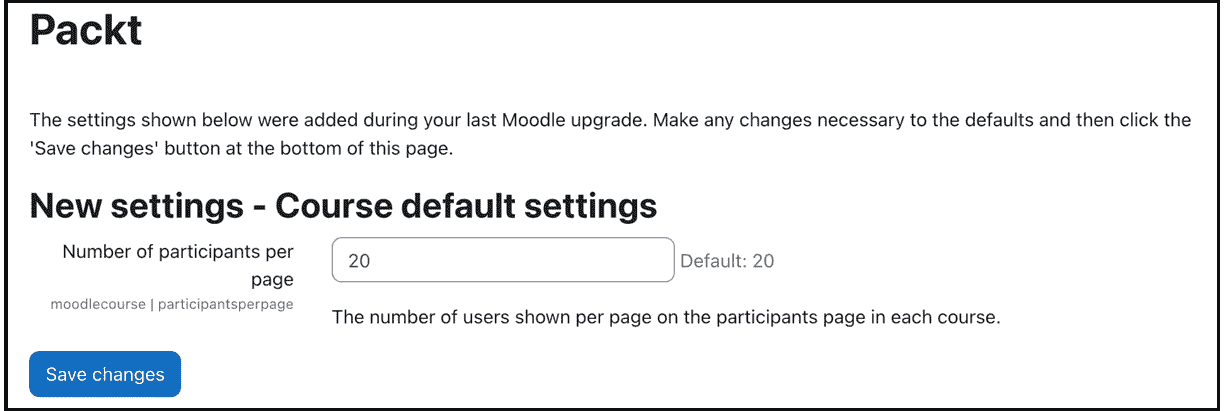 Packt
The settings shown below were added during your last Moodle upgrade. Make any changes necessary to the defaults and then click the
'Save changes' button at the bottom of this page.
New settings - Course default settings
Number of participants per
page
moodlecourse | participantsperpage
20
Default: 20
The number of users shown per page on the participants page in each course.
Save changes